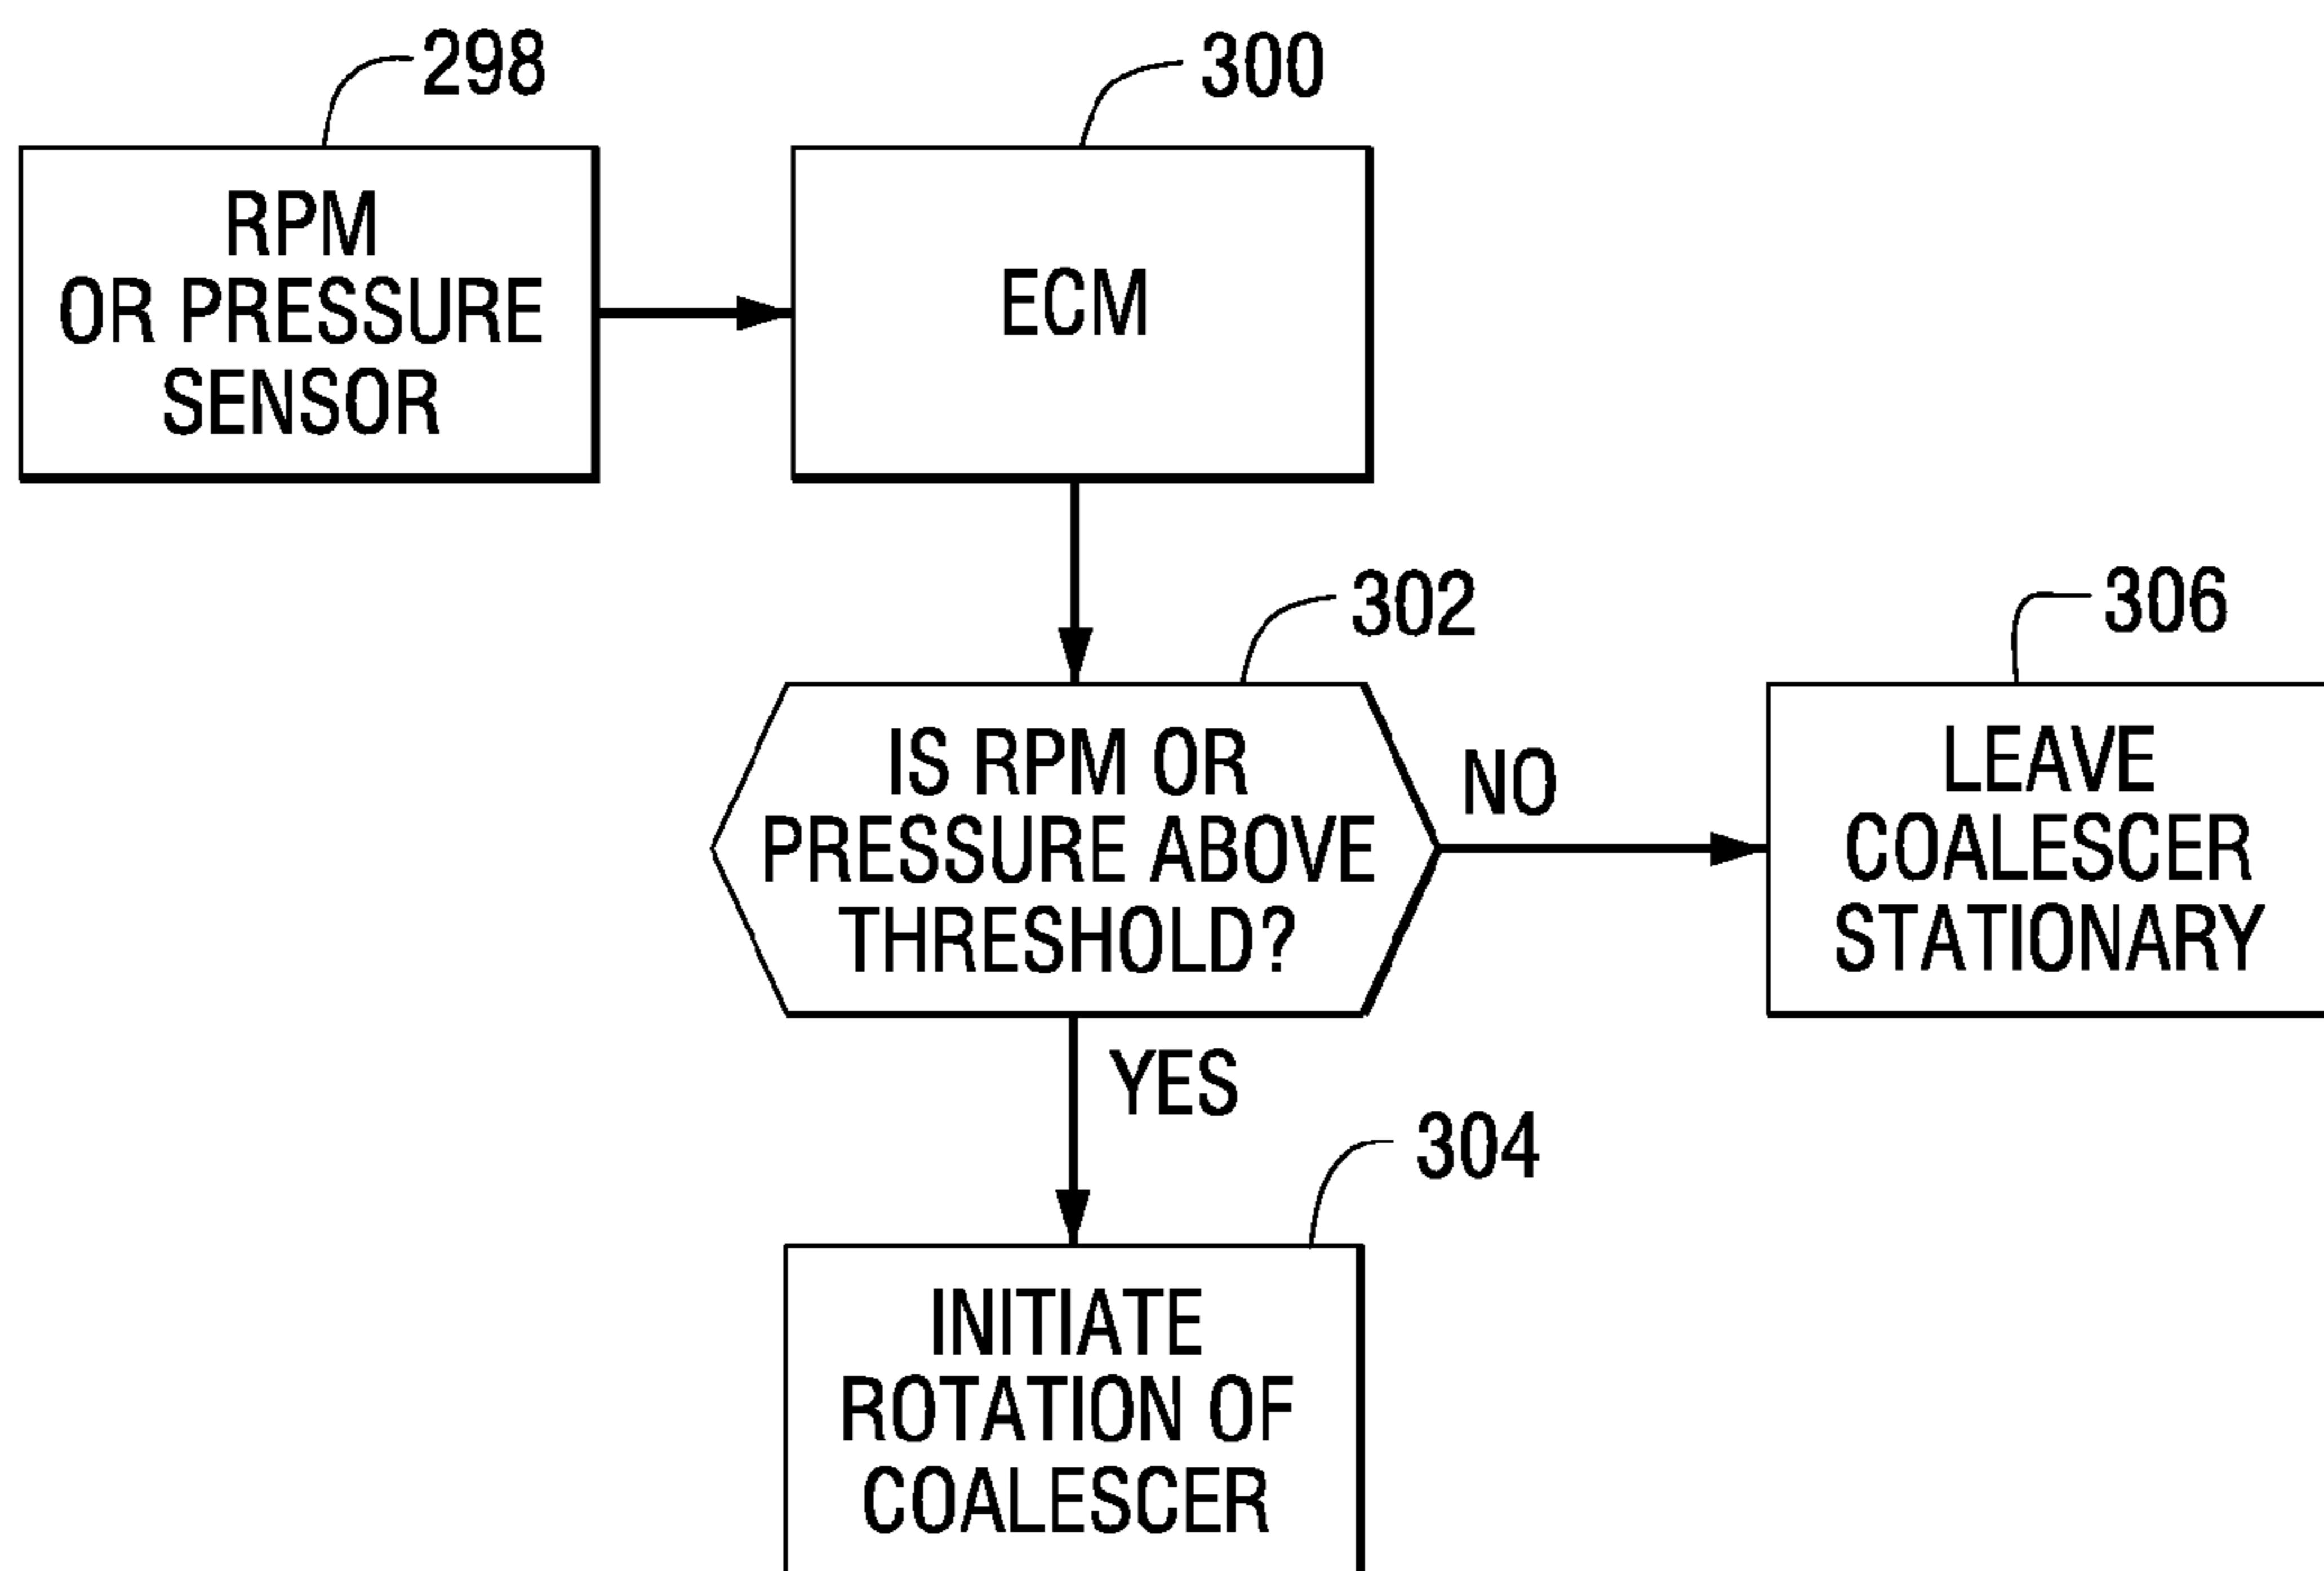 298
RPM
OR PRESSURE
SENSOR
300
ECM
302
IS RPM OR
PRESSURE ABOVE
THRESHOLD?
NO
306
LEAVE
COALESCER
STATIONARY
YES
304
INITIATE
ROTATION OF
COALESCER